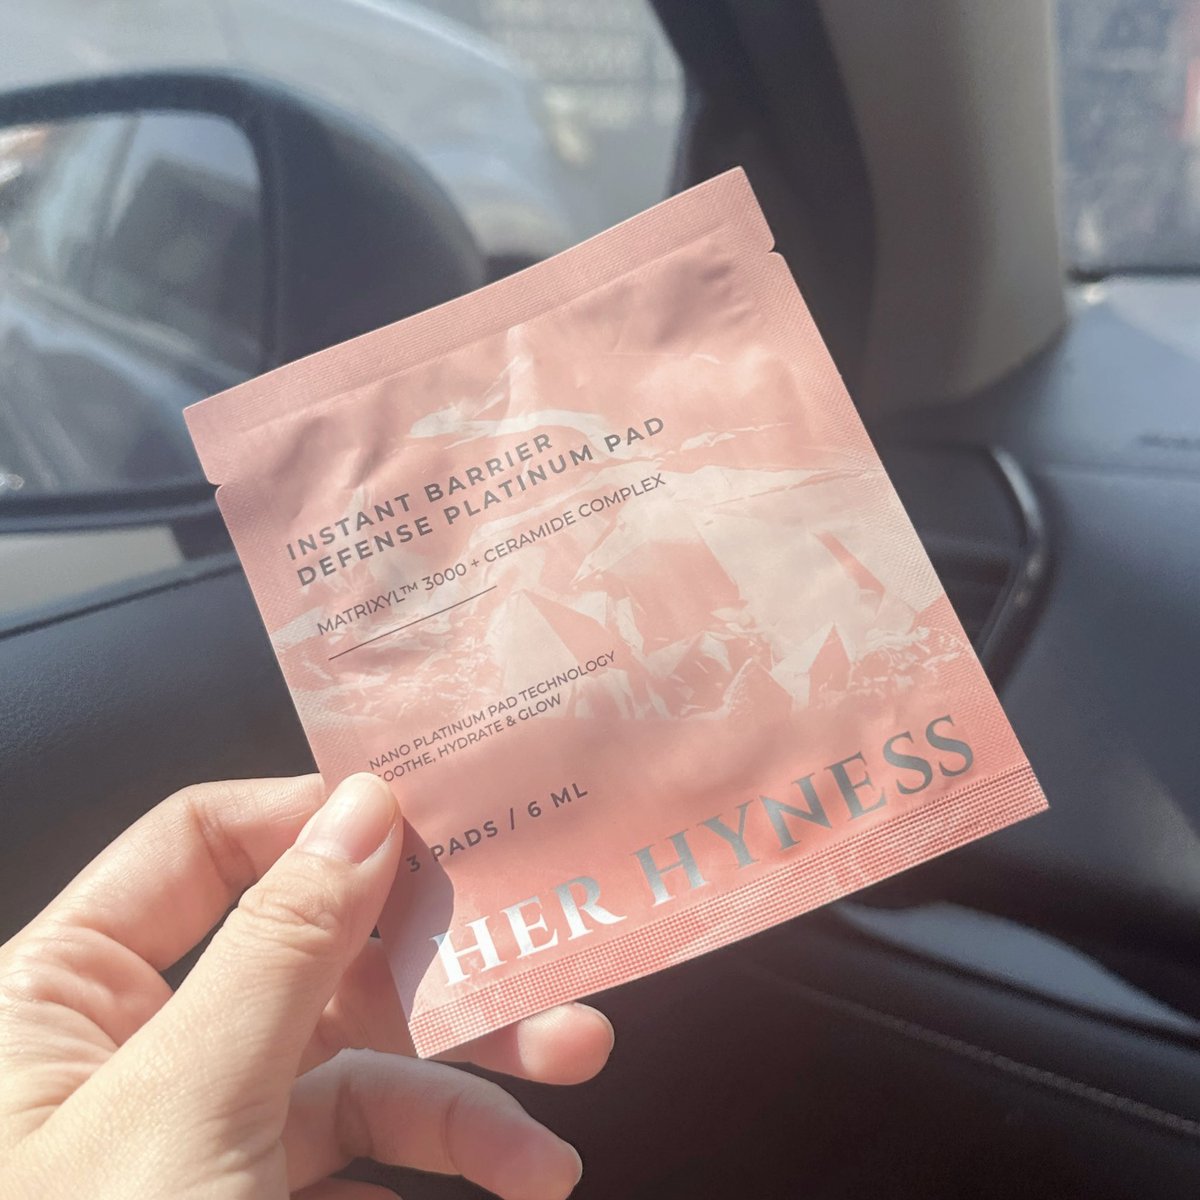 INSTANT BARRIER
DEFENSE PLATINUM PAD
MATRIXYL™ 3000 + CERAMIDE COMPLEX
NANO PLATINUM PAD TECHNOLOGY
SOOTHE, HYDRATE & GLOW
3 PADS / 6 ML
HER HYNESS